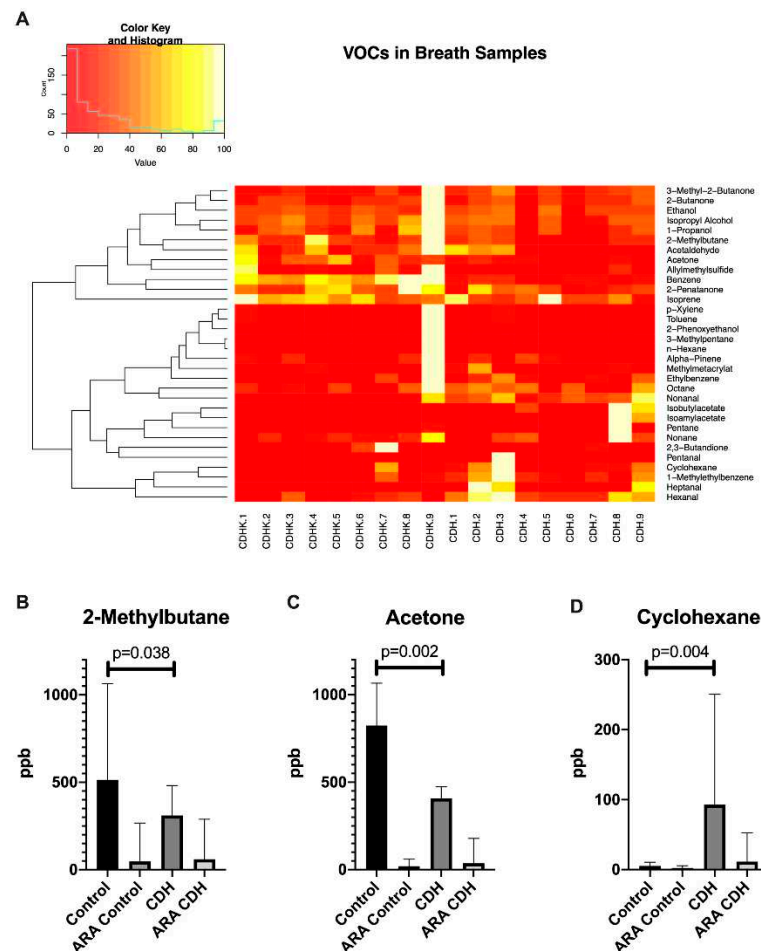 A
Color Key
and Histogram
VOCs in Breath Samples
Count
150
50
0
0 20 40 60 80 100
Value
3-Methyl-2-Butanone
2-Butanone
Ethanol
Isopropyl Alcohol
1-Propanol
2-Methylbutane
Acetaldehyde
Acetone
Allylmethylsulfide
Benzene
2-Penatanone
Isoprene
p-Xylene
Toluene
2-Phenoxyethanol
3-Methylpentane
n-Hexane
Alpha-Pinene
Methylmetacrylat
Ethylbenzene
Octane
Nonanal
Isobutylacetate
Isoamylacetate
Pentane
Nonane
2,3-Butandione
Pentanal
Cyclohexane
1-Methylethylbenzene
Heptanal
Hexanal
CDHK.1 CDHK.2 CDHK.3 CDHK.4 CDHK.5 CDHK.6 CDHK.7 CDHK.8 CDHK.9 CDH.1 CDH.2 CDH.3 CDH.4 CDH.5 CDH.6 CDH.7 CDH.8 CDH.9
B
2-Methylbutane
p=0.038
1000
500
0
ppb
Control ARA Control CDH ARA CDH
C
Acetone
p=0.002
1000
500
0
ppb
Control ARA Control CDH ARA CDH
D
Cyclohexane
p=0.004
300
200
100
0
ppb
Control ARA Control CDH ARA CDH